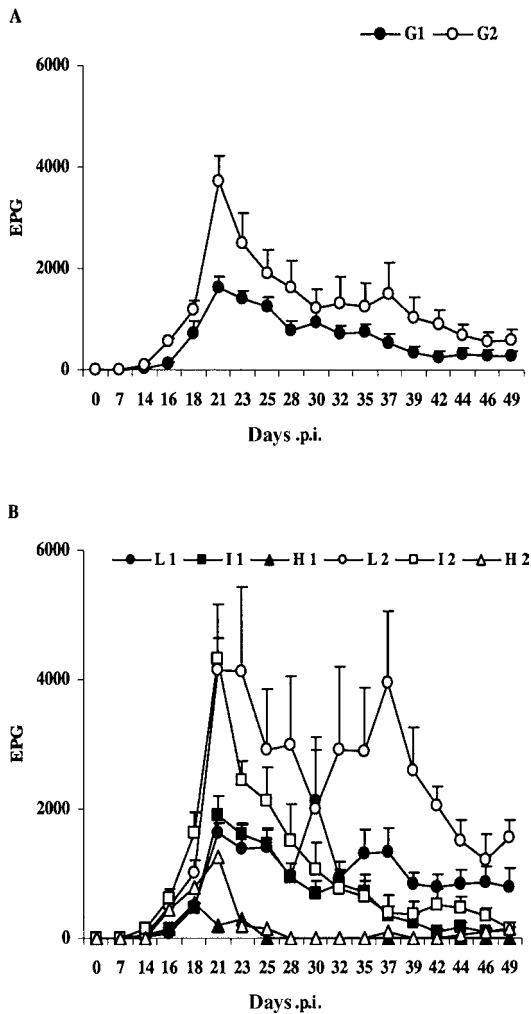 A
G1 G2
6000
4000
2000
0
EPG
0 7 14 16 18 21 23 25 28 30 32 35 37 39 42 44 46 49
Days .p.i.
B
6000
L 1 I 1 H 1 L 2 I 2 H 2
4000
2000
0
EPG
0 7 14 16 18 21 23 25 28 30 32 35 37 39 42 44 46 49
Days .p.i.